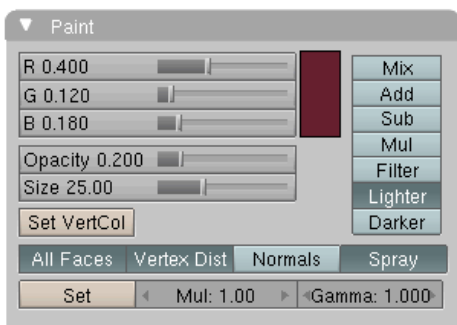 Paint
R 0.400
G 0.120
B 0.180
Opacity 0.200
Size 25.00
Set VertCol
Mix
Add
Sub
Mul
Filter
Lighter
Darker
All Faces Vertex Dist Normals Spray
Set Mul: 1.00 Gamma: 1.000